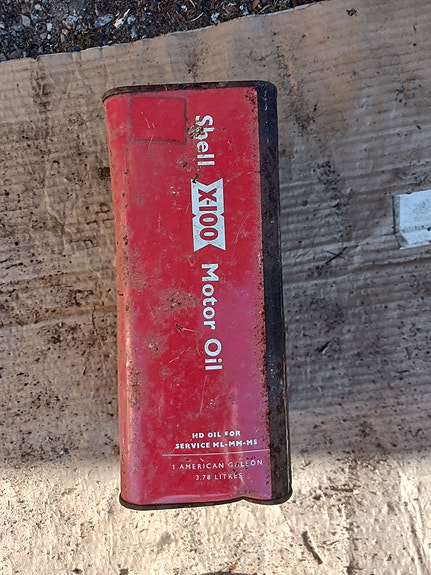 Shell X-100 Motor Oil
HD OIL FOR
SERVICE ML-MM-MS
1 AMERICAN GALLON
3.78 LITRES